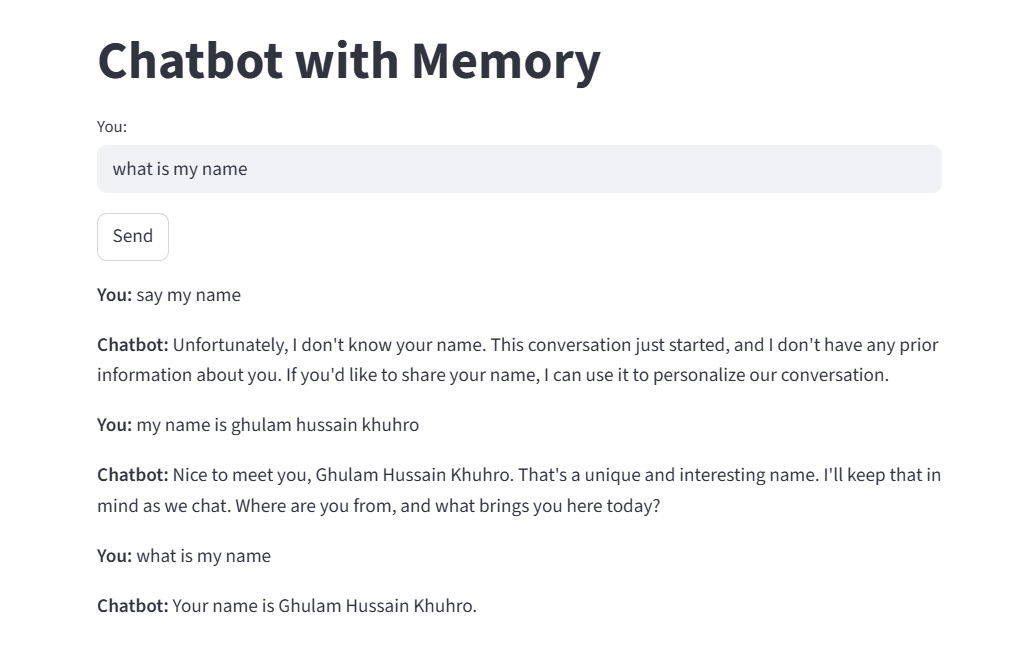 Chatbot with Memory
You:
what is my name
Send
You: say my name
Chatbot: Unfortunately, I don't know your name. This conversation just started, and I don't have any prior
information about you. If you'd like to share your name, I can use it to personalize our conversation.
You: my name is ghulam hussain khuhro
Chatbot: Nice to meet you, Ghulam Hussain Khuhro. That's a unique and interesting name. I'll keep that in
mind as we chat. Where are you from, and what brings you here today?
You: what is my name
Chatbot: Your name is Ghulam Hussain Khuhro.